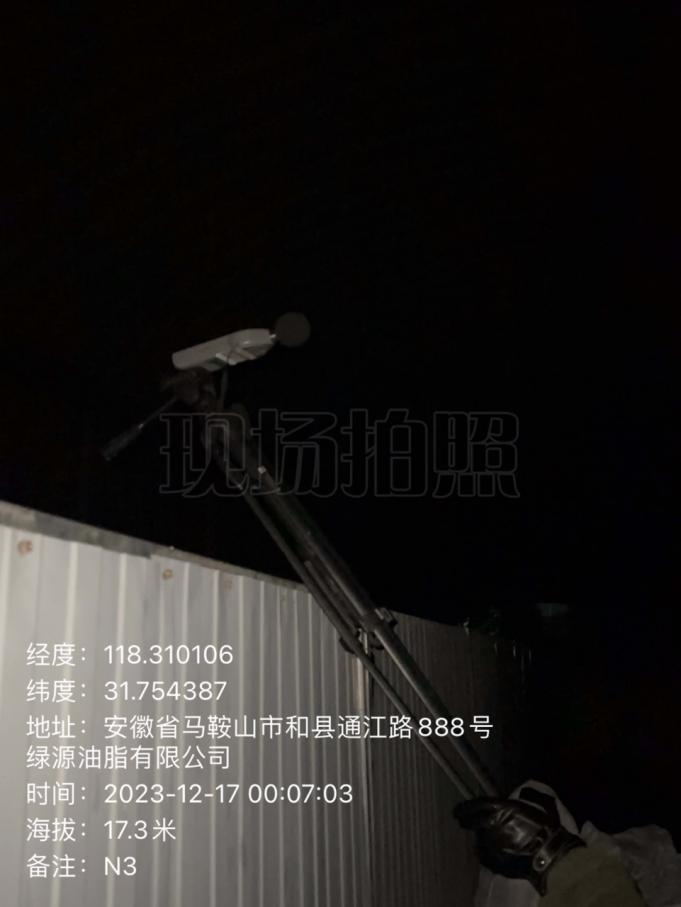 现场拍照
经度：118.310106
纬度：31.754387
地址：安徽省马鞍山市和县通江路888号
绿源油脂有限公司
时间：2023-12-17 00:07:03
海拔：17.3米
备注：N3